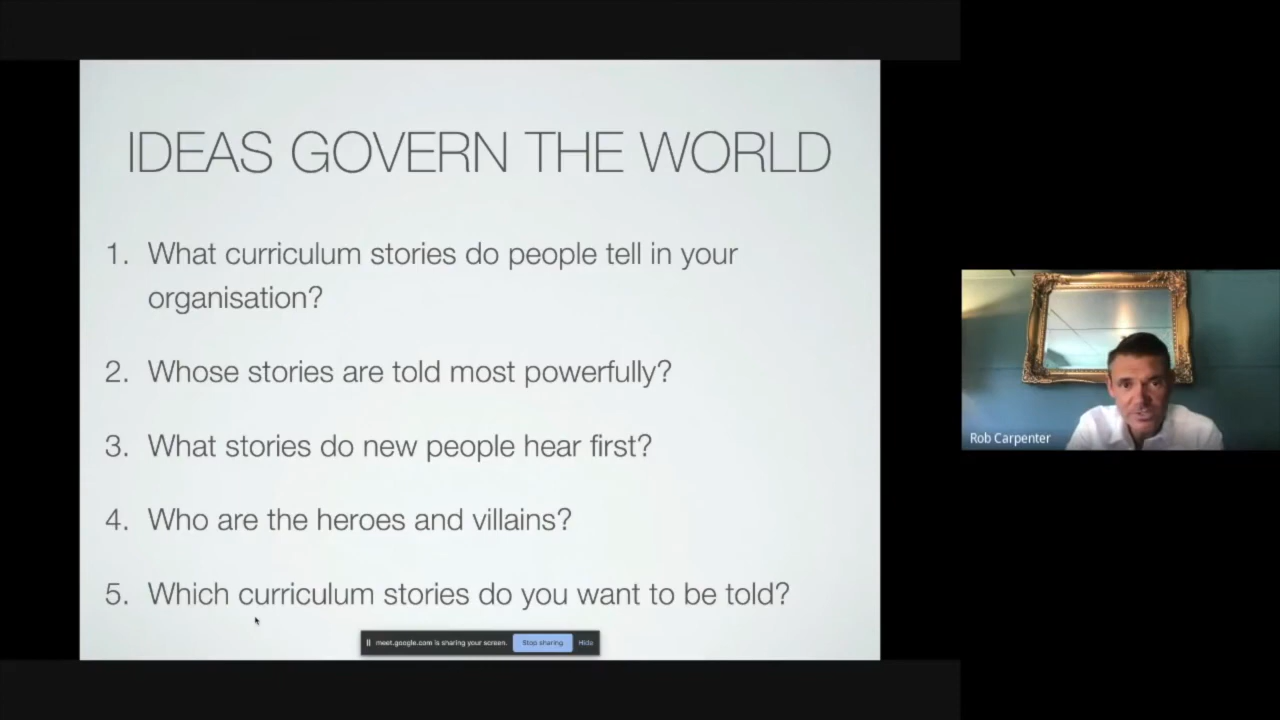 IDEAS GOVERN THE WORLD
1. What curriculum stories do people tell in your
organisation?
2. Whose stories are told most powerfully?
3. What stories do new people hear first?
4. Who are the heroes and villains?
5. Which curriculum stories do you want to be told?
meet.google.com is sharing your screen. Stop sharing Hide
Rob Carpenter